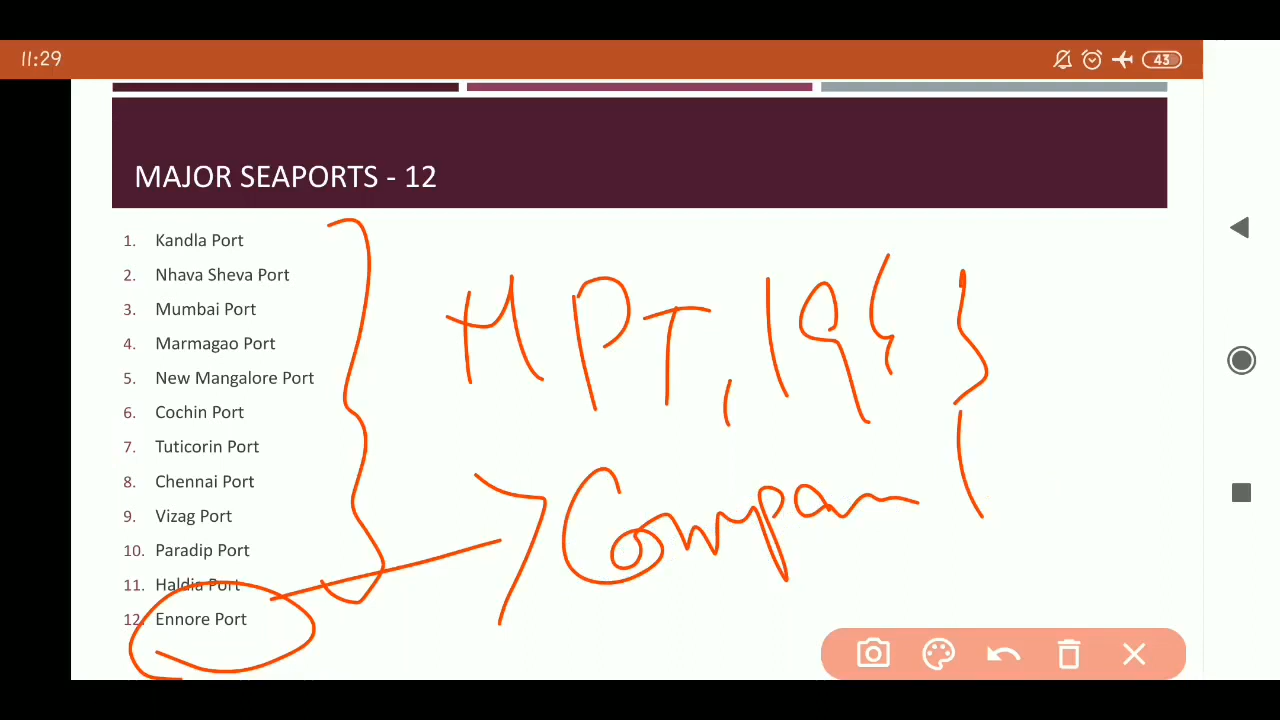 11:29
43
MAJOR SEAPORTS - 12
1. Kandla Port
2. Nhava Sheva Port
3. Mumbai Port
4. Marmagao Port
5. New Mangalore Port
6. Cochin Port
7. Tuticorin Port
8. Chennai Port
9. Vizag Port
10. Paradip Port
11. Haldia Port
12. Ennore Port
MPT, 19
Compan